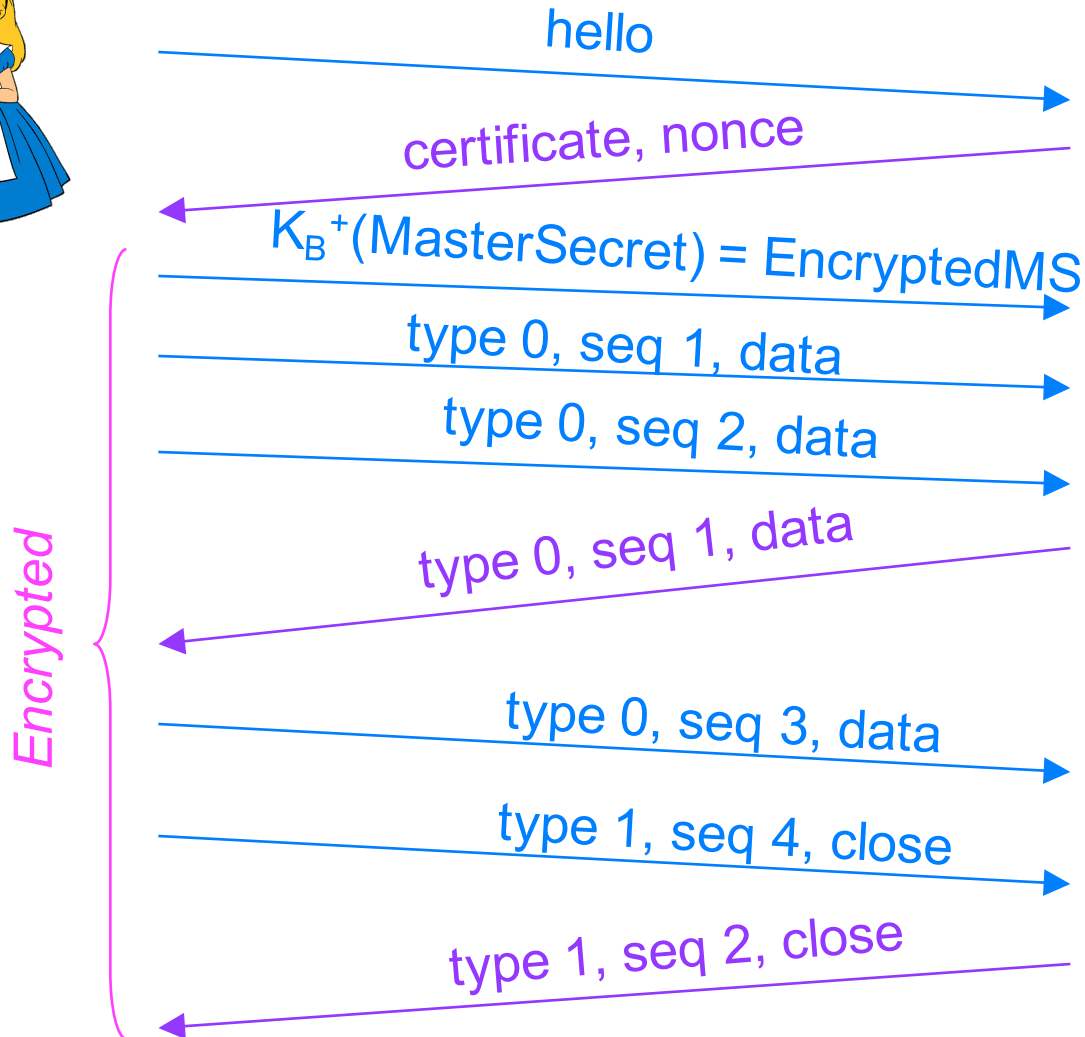 hello
certificate, nonce
K_B^+(MasterSecret) = EncryptedMS
type 0, seq 1, data
type 0, seq 2, data
type 0, seq 1, data
Encrypted
type 0, seq 3, data
type 1, seq 4, close
type 1, seq 2, close